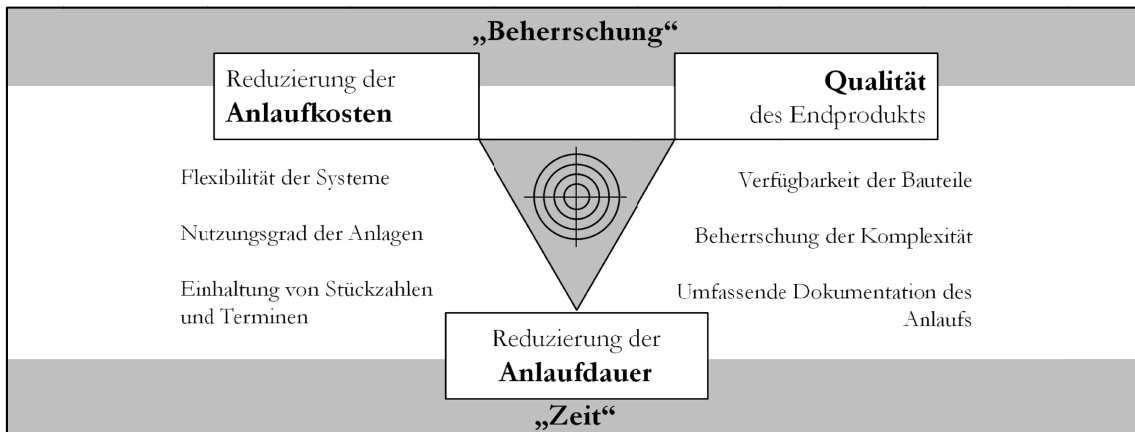 „Beherrschung“
Reduzierung der
Anlaufkosten
Qualität
des Endprodukts
Flexibilität der Systeme
Nutzungsgrad der Anlagen
Einhaltung von Stückzahlen
und Terminen
Verfügbarkeit der Bauteile
Beherrschung der Komplexität
Umfassende Dokumentation des
Anlaufs
Reduzierung der
Anlaufdauer
„Zeit“